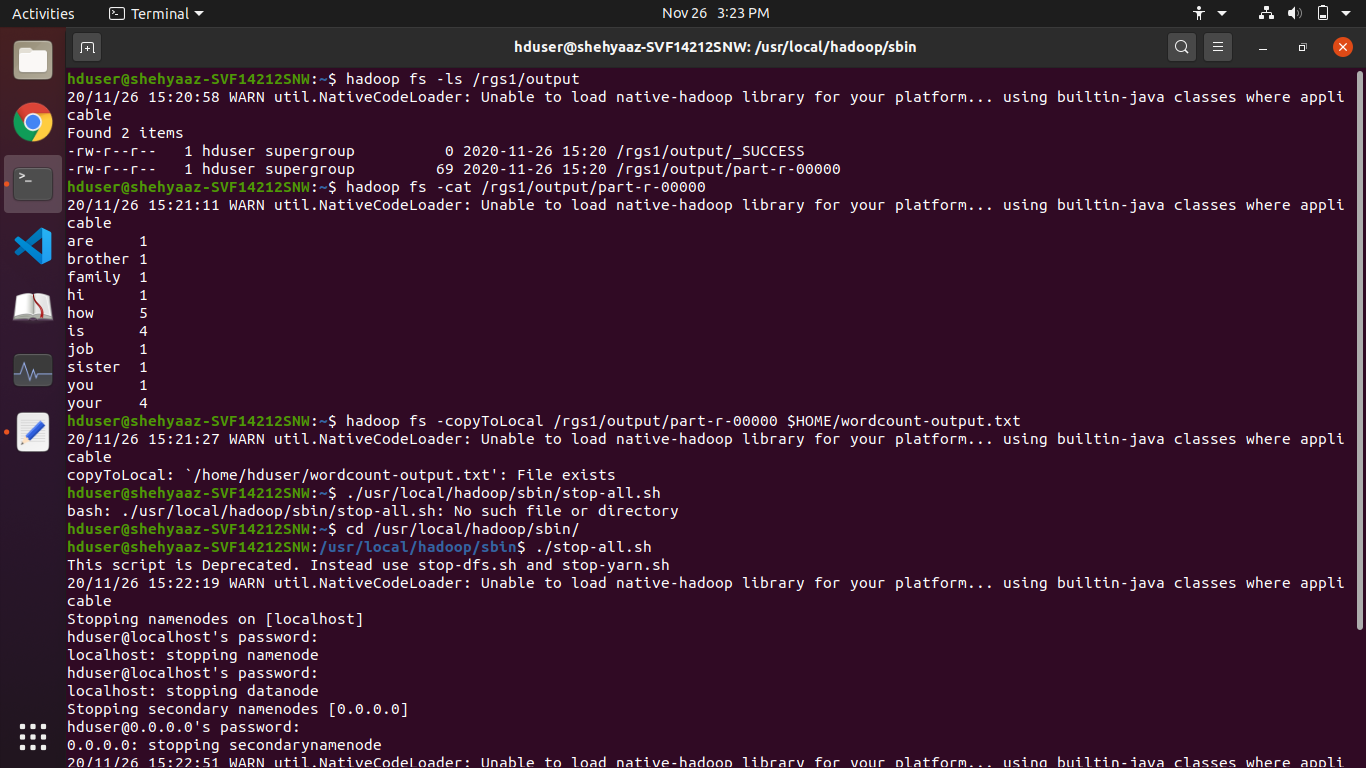 Activities Terminal Nov 26 3:23 PM
hduser@shehyaaz-SVF14212SNW: /usr/local/hadoop/sbin
hduser@shehyaaz-SVF14212SNW:~$ hadoop fs -ls /rgs1/output
20/11/26 15:20:58 WARN util.NativeCodeLoader: Unable to load native-hadoop library for your platform... using builtin-java classes where appli
cable
Found 2 items
-rw-r--r--   1 hduser supergroup          0 2020-11-26 15:20 /rgs1/output/_SUCCESS
-rw-r--r--   1 hduser supergroup         69 2020-11-26 15:20 /rgs1/output/part-r-00000
hduser@shehyaaz-SVF14212SNW:~$ hadoop fs -cat /rgs1/output/part-r-00000
20/11/26 15:21:11 WARN util.NativeCodeLoader: Unable to load native-hadoop library for your platform... using builtin-java classes where appli
cable
are     1
brother 1
family  1
hi      1
how     5
is      4
job     1
sister  1
you     1
your    4
hduser@shehyaaz-SVF14212SNW:~$ hadoop fs -copyToLocal /rgs1/output/part-r-00000 $HOME/wordcount-output.txt
20/11/26 15:21:27 WARN util.NativeCodeLoader: Unable to load native-hadoop library for your platform... using builtin-java classes where appli
cable
copyToLocal: `/home/hduser/wordcount-output.txt': File exists
hduser@shehyaaz-SVF14212SNW:~$ ./usr/local/hadoop/sbin/stop-all.sh
bash: ./usr/local/hadoop/sbin/stop-all.sh: No such file or directory
hduser@shehyaaz-SVF14212SNW:~$ cd /usr/local/hadoop/sbin/
hduser@shehyaaz-SVF14212SNW:/usr/local/hadoop/sbin$ ./stop-all.sh
This script is Deprecated. Instead use stop-dfs.sh and stop-yarn.sh
20/11/26 15:22:19 WARN util.NativeCodeLoader: Unable to load native-hadoop library for your platform... using builtin-java classes where appli
cable
Stopping namenodes on [localhost]
hduser@localhost's password:
localhost: stopping namenode
hduser@localhost's password:
localhost: stopping datanode
Stopping secondary namenodes [0.0.0.0]
hduser@0.0.0.0's password:
0.0.0.0: stopping secondarynamenode
20/11/26 15:22:51 WARN util.NativeCodeLoader: Unable to load native-hadoop library for your platform... using builtin-java classes where appli